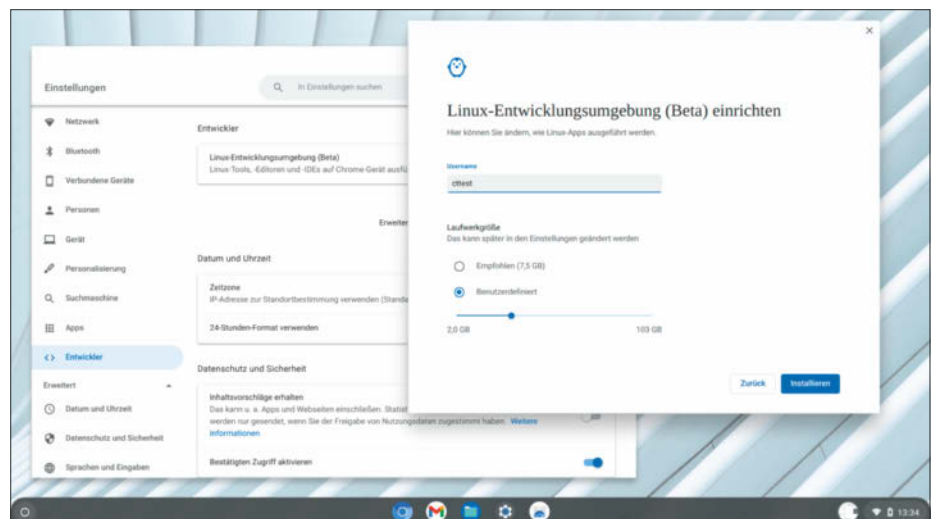 Einstellungen
In Einstellungen suchen
Netzwerk
Bluetooth
Verbundene Geräte
Personen
Gerät
Personalisierung
Suchmaschine
Apps
Entwickler
Erweitert
Datum und Uhrzeit
Datenschutz und Sicherheit
Sprachen und Eingaben
Entwickler
Linux-Entwicklungsumgebung (Beta)
Linux-Tools, -Editoren und -IDEs auf Chrome-Gerät ausfü
Erweiter
Datum und Uhrzeit
Zeitzone
IP-Adresse zur Standortbestimmung verwenden (Standa
24-Stunden-Format verwenden
Datenschutz und Sicherheit
Inhaltsvorschläge erhalten
Das kann u. a. Apps und Webseiten einschließen. Statist
werden nur gesendet, wenn Sie der Freigabe von Nutzungsdaten zugestimmt haben. Weitere
Informationen
Bestätigten Zugriff aktivieren
Linux-Entwicklungsumgebung (Beta) einrichten
Hier können Sie ändern, wie Linux-Apps ausgeführt werden.
Username
cttest
Laufwerkgröße
Das kann später in den Einstellungen geändert werden
Empfohlen (7,5 GB)
Benutzerdefiniert
2,0 GB
103 GB
Zurück
Installieren
13:34